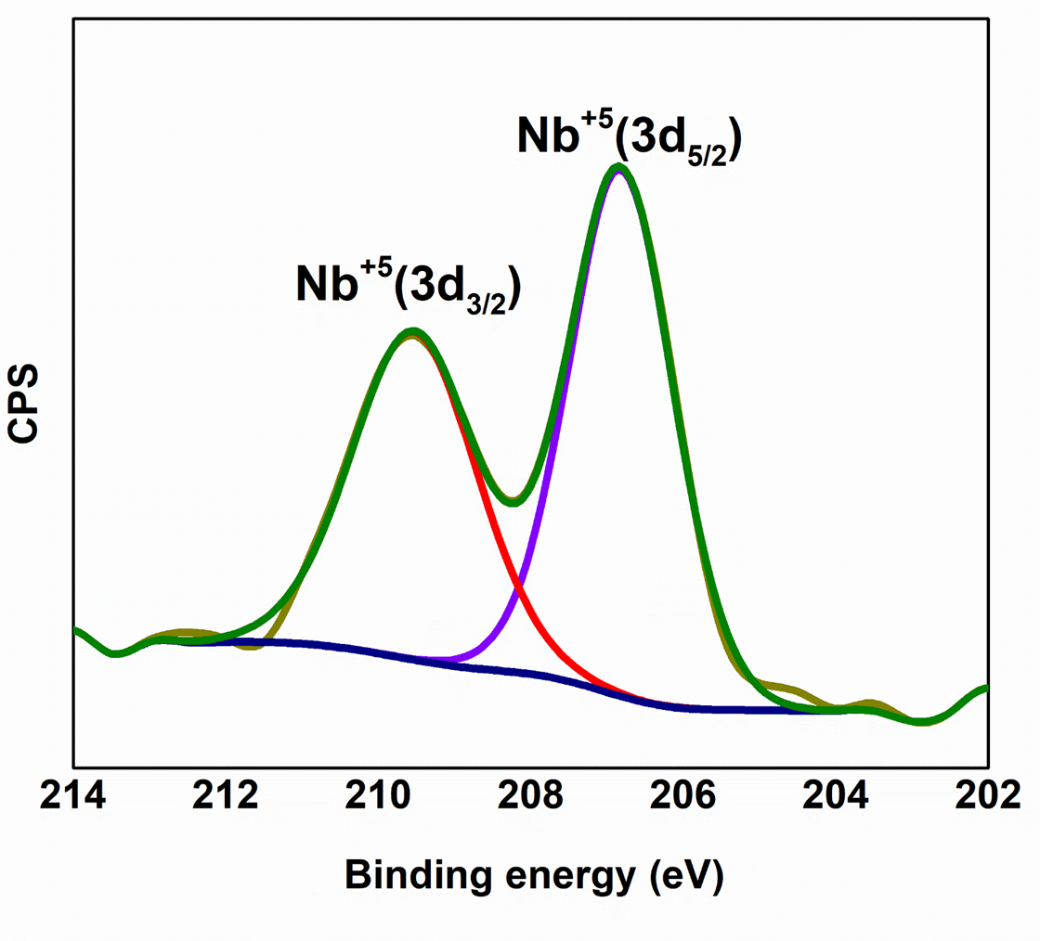 Nb+5(3d5/2)
Nb+5(3d3/2)
CPS
214 212 210 208 206 204 202
Binding energy (eV)